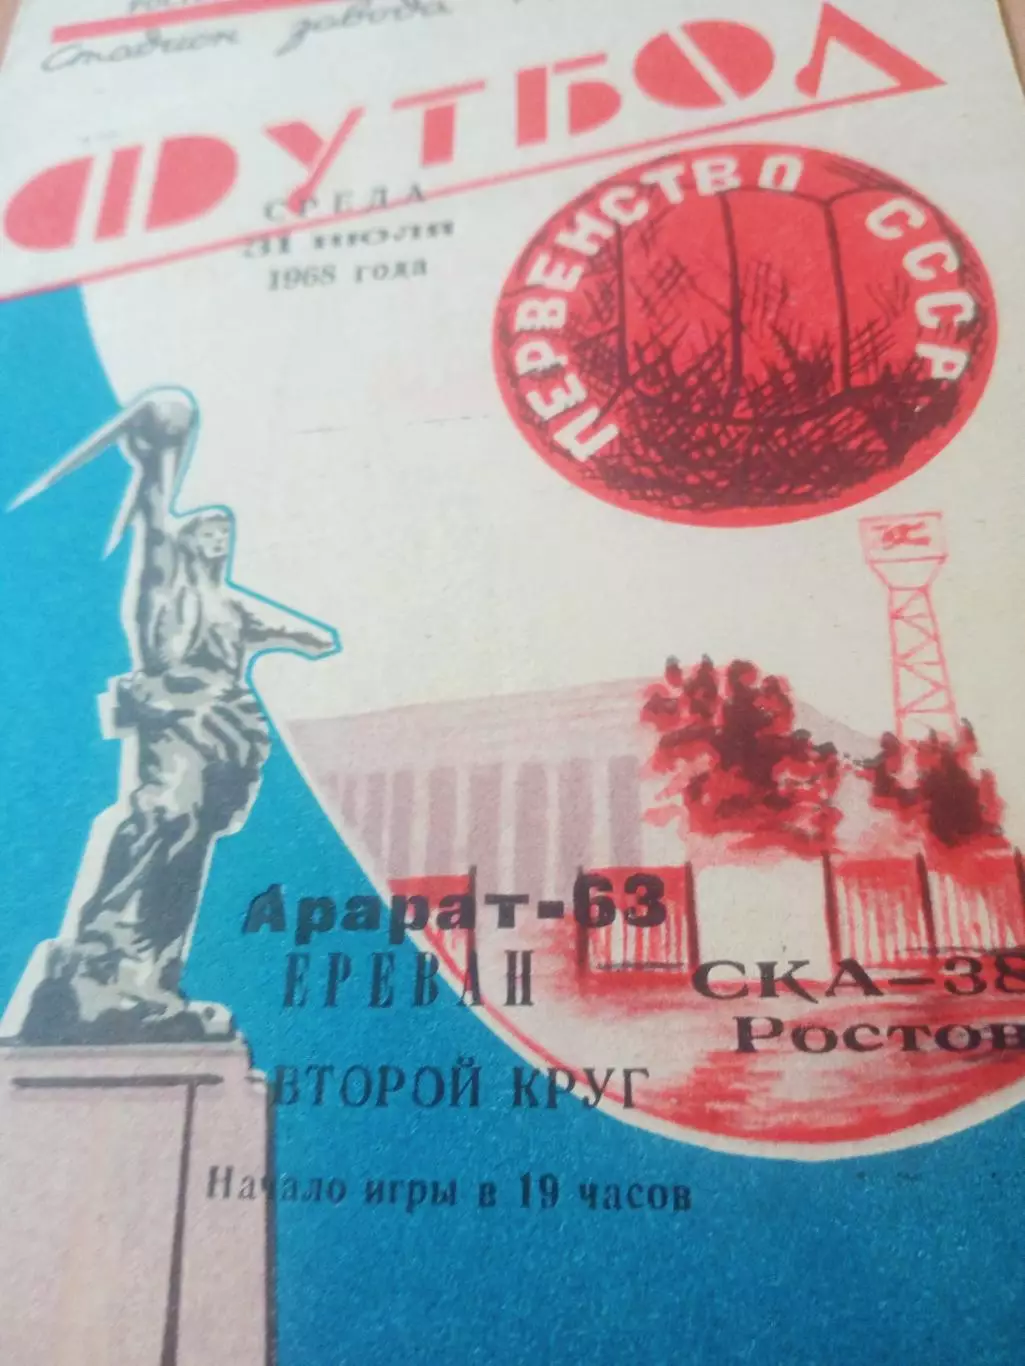 Стадион завода
ФУТБОЛ
СРЕДА
31 июля
1968 года
ПЕРВЕНСТВО СССР
Арарат-63
ЕРЕВАН
СКА-38
Ростов
ВТОРОЙ КРУГ
Начало игры в 19 часов